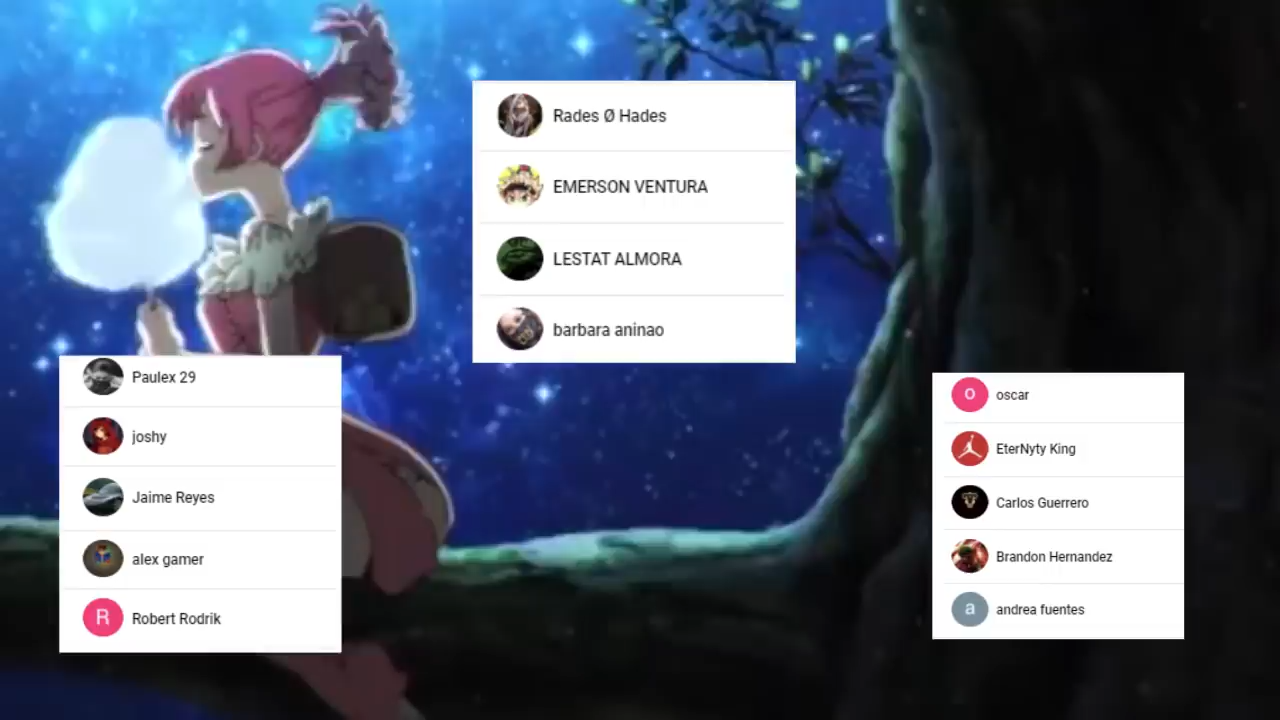 Rades Ø Hades
EMERSON VENTURA
LESTAT ALMORA
barbara aninao
Paulex 29
joshy
Jaime Reyes
alex gamer
R
Robert Rodrik
o
oscar
EterNyty King
Carlos Guerrero
Brandon Hernandez
a
andrea fuentes